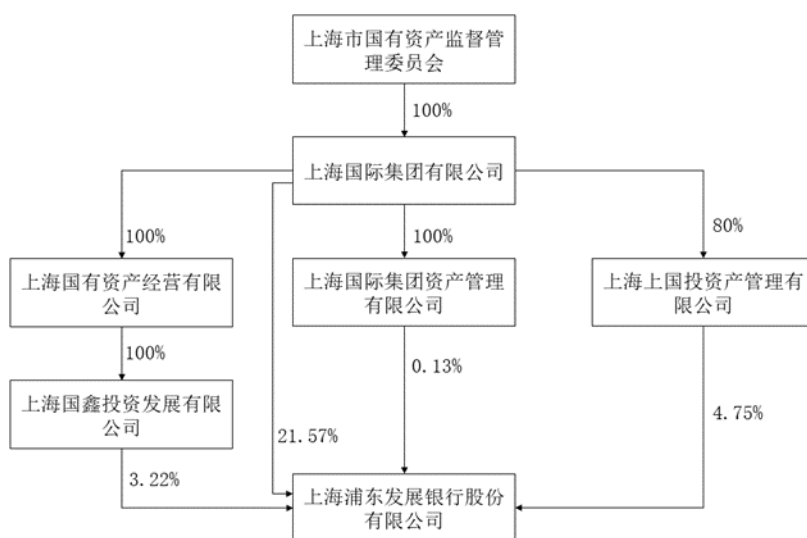 上海市国有资产监督管
理委员会
100%
上海国际集团有限公司
100%
100%
80%
上海国有资产经营有限
公司
上海国际集团资产管理
有限公司
上海上国投资产管理有
限公司
100%
0.13%
上海国鑫投资发展有限
公司
21.57%
4.75%
3.22%
上海浦东发展银行股份
有限公司